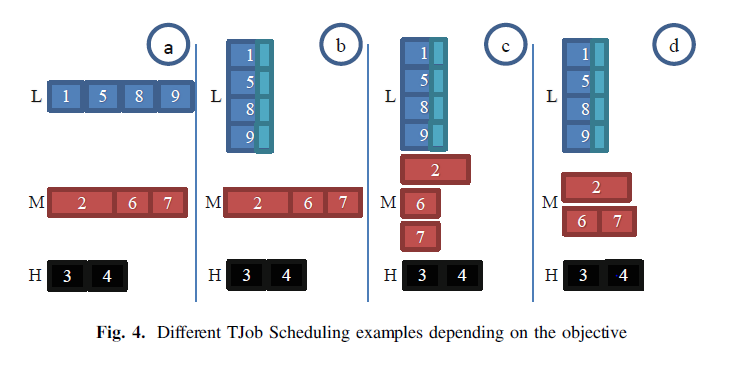 a b c d
L 1 5 8 9
L 1 5 8 9
L 1 5 8 9
L 1 5 8 9
M 2 6 7
M 2 6 7
M 2 6 7
M 2 6 7
H 3 4
H 3 4
H 3 4
H 3 4
Fig. 4. Different TJob Scheduling examples depending on the objective